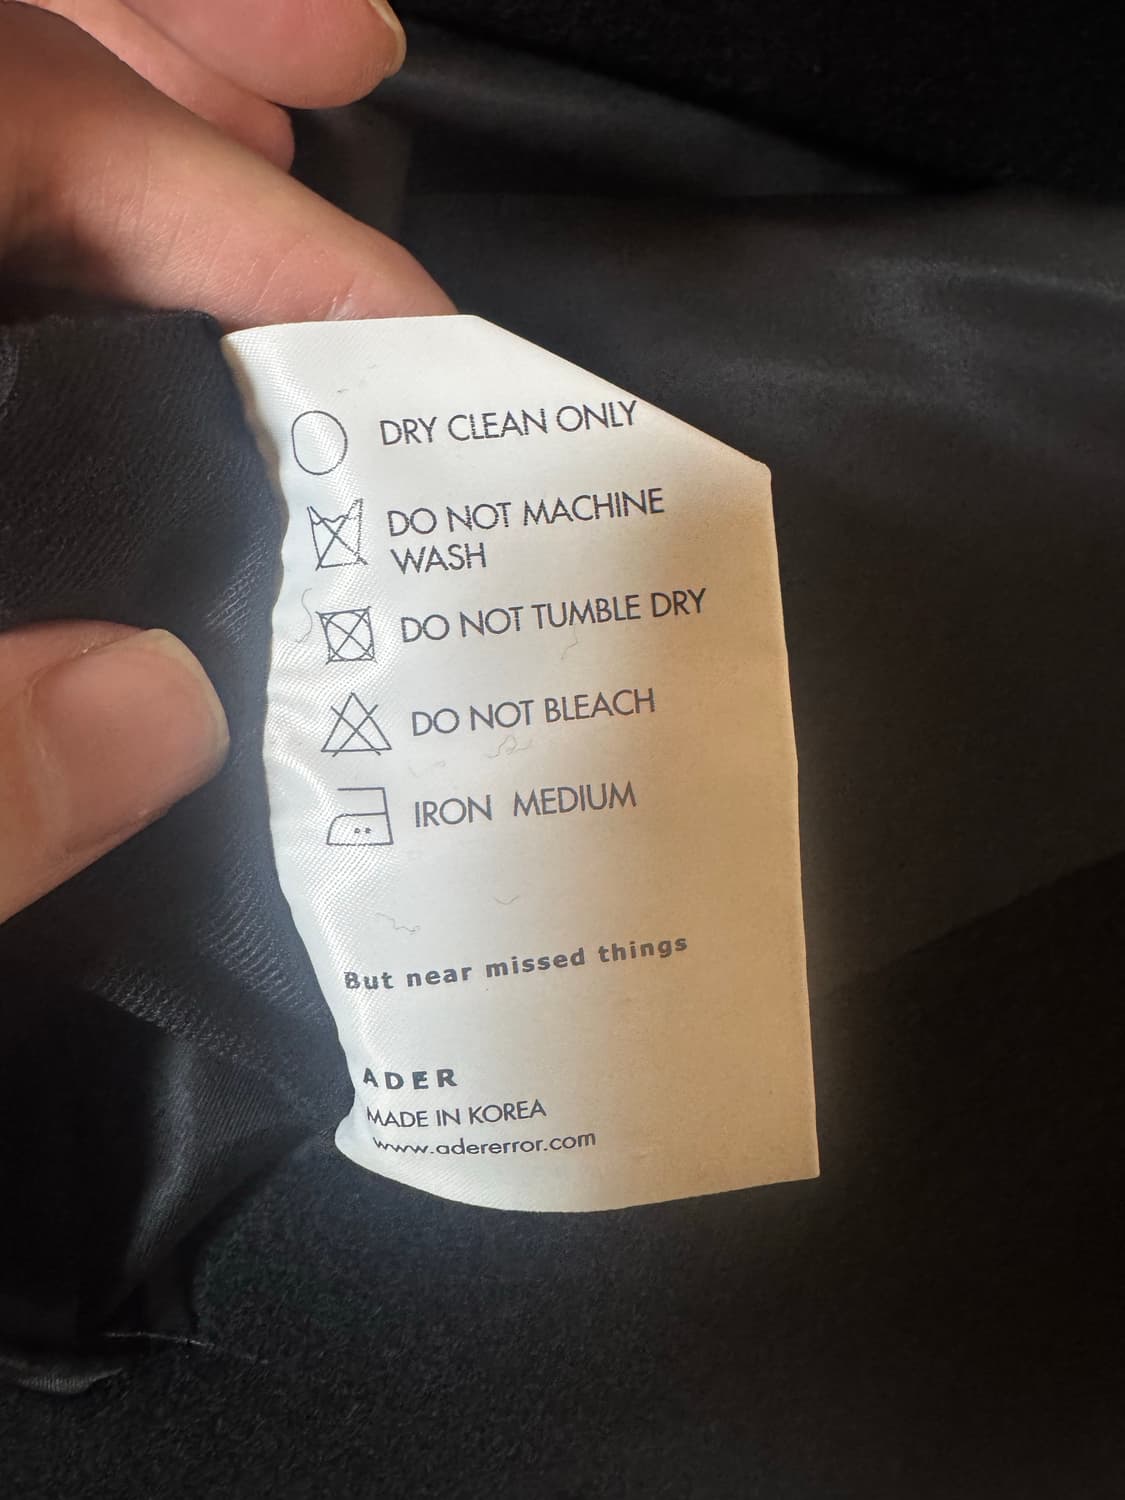 DRY CLEAN ONLY
DO NOT MACHINE
WASH
DO NOT TUMBLE DRY
DO NOT BLEACH
IRON MEDIUM
But near missed things
ADER
MADE IN KOREA
www.adererror.com